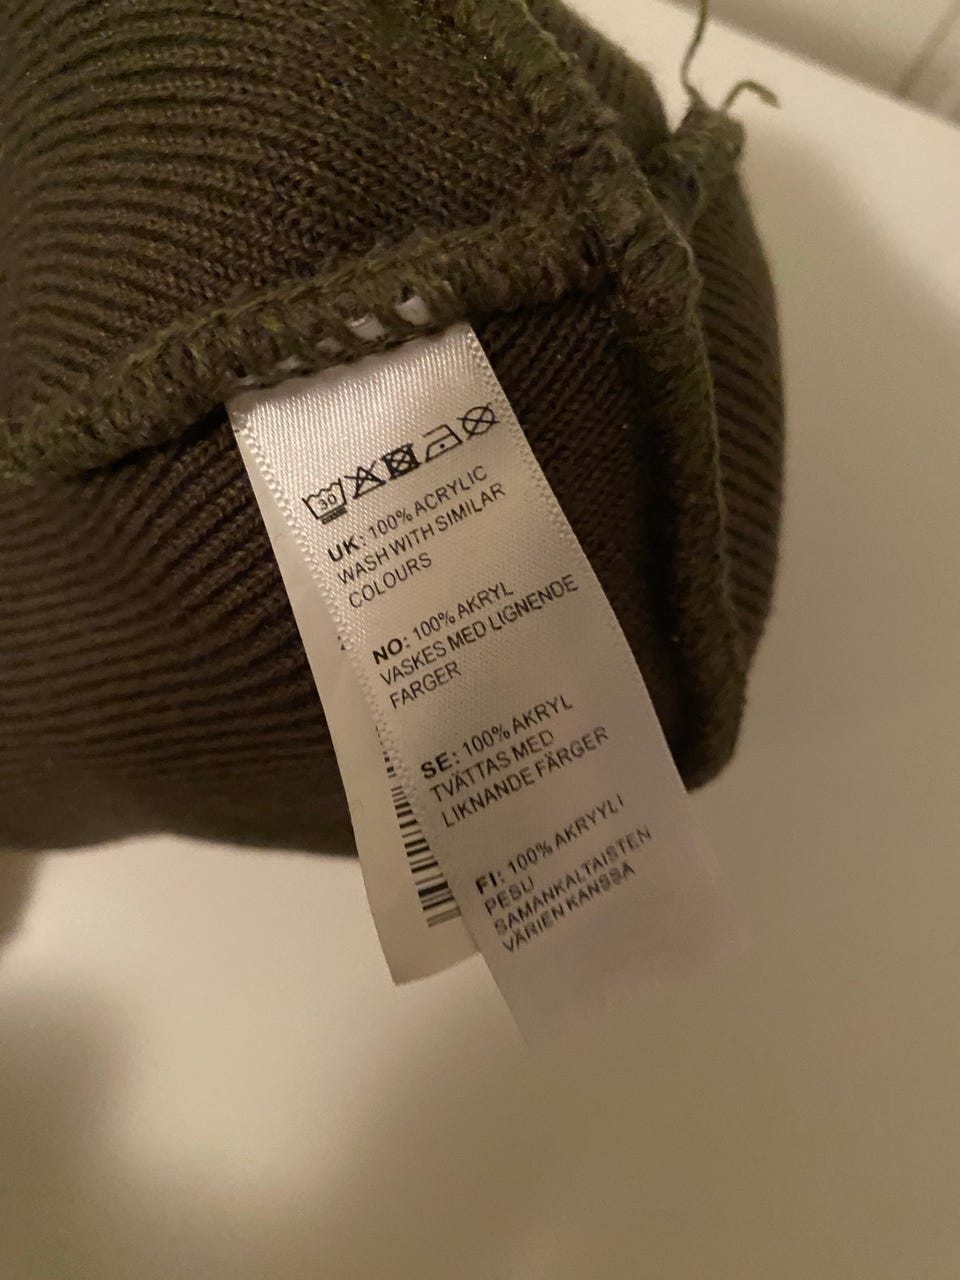 30
UK: 100% ACRYLIC
WASH WITH SIMILAR
COLOURS
NO: 100% AKRYL
VASKES MED LIGNENDE
FARGER
SE: 100% AKRYL
TVÄTTAS MED
LIKNANDE FÄRGER
FI: 100% AKRYYLI
PESU
SAMANKALTAISTEN
VÄRIEN KANSSA